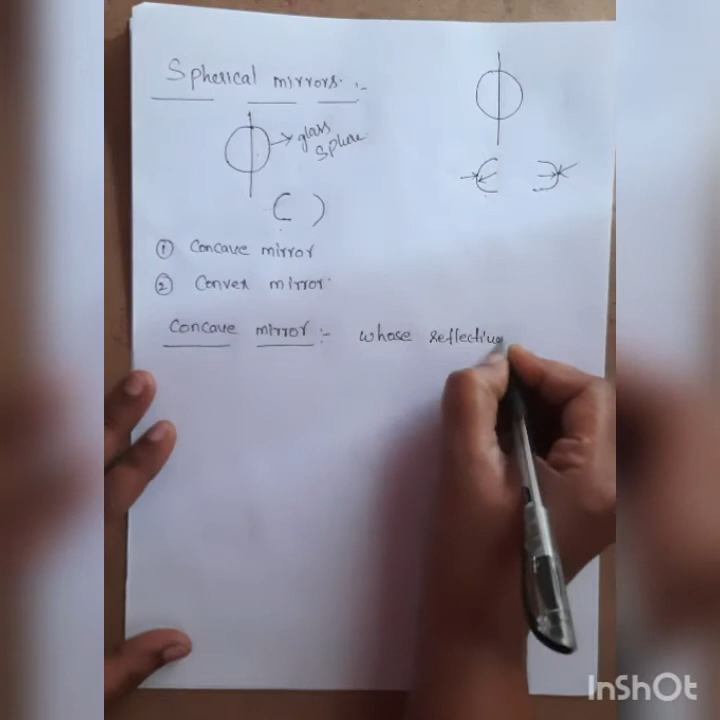 Spherical mirrors :-
glass
sphere
① Concave mirror
② Convex mirror.
Concave mirror :- whose reflecting
InShOt